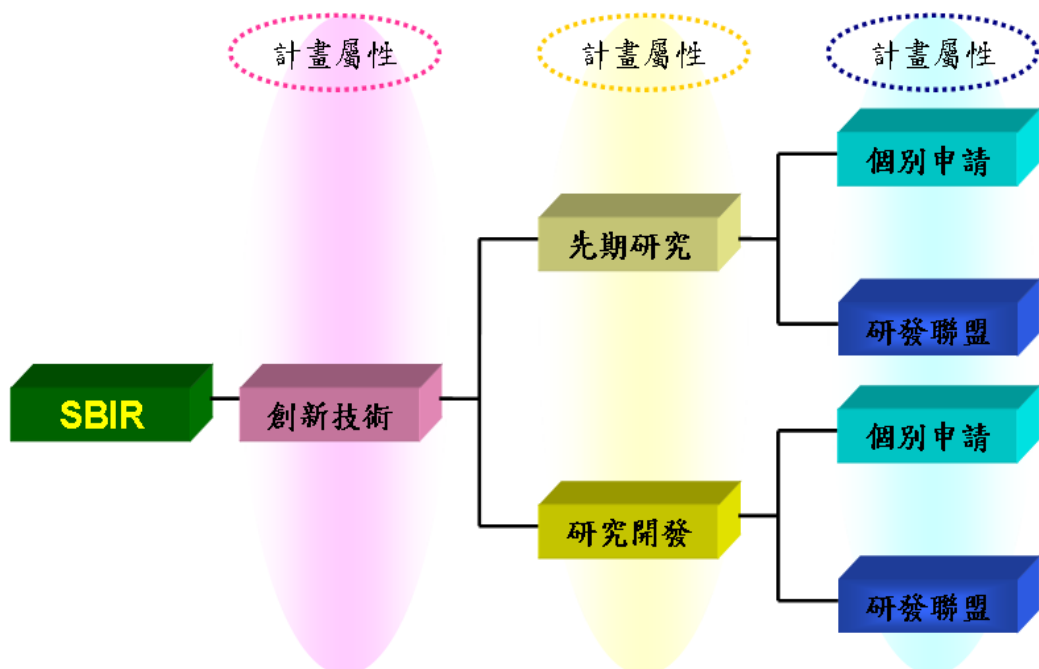 計畫屬性
計畫屬性
計畫屬性
SBIR
創新技術
先期研究
個別申請
研發聯盟
研究開發
個別申請
研發聯盟